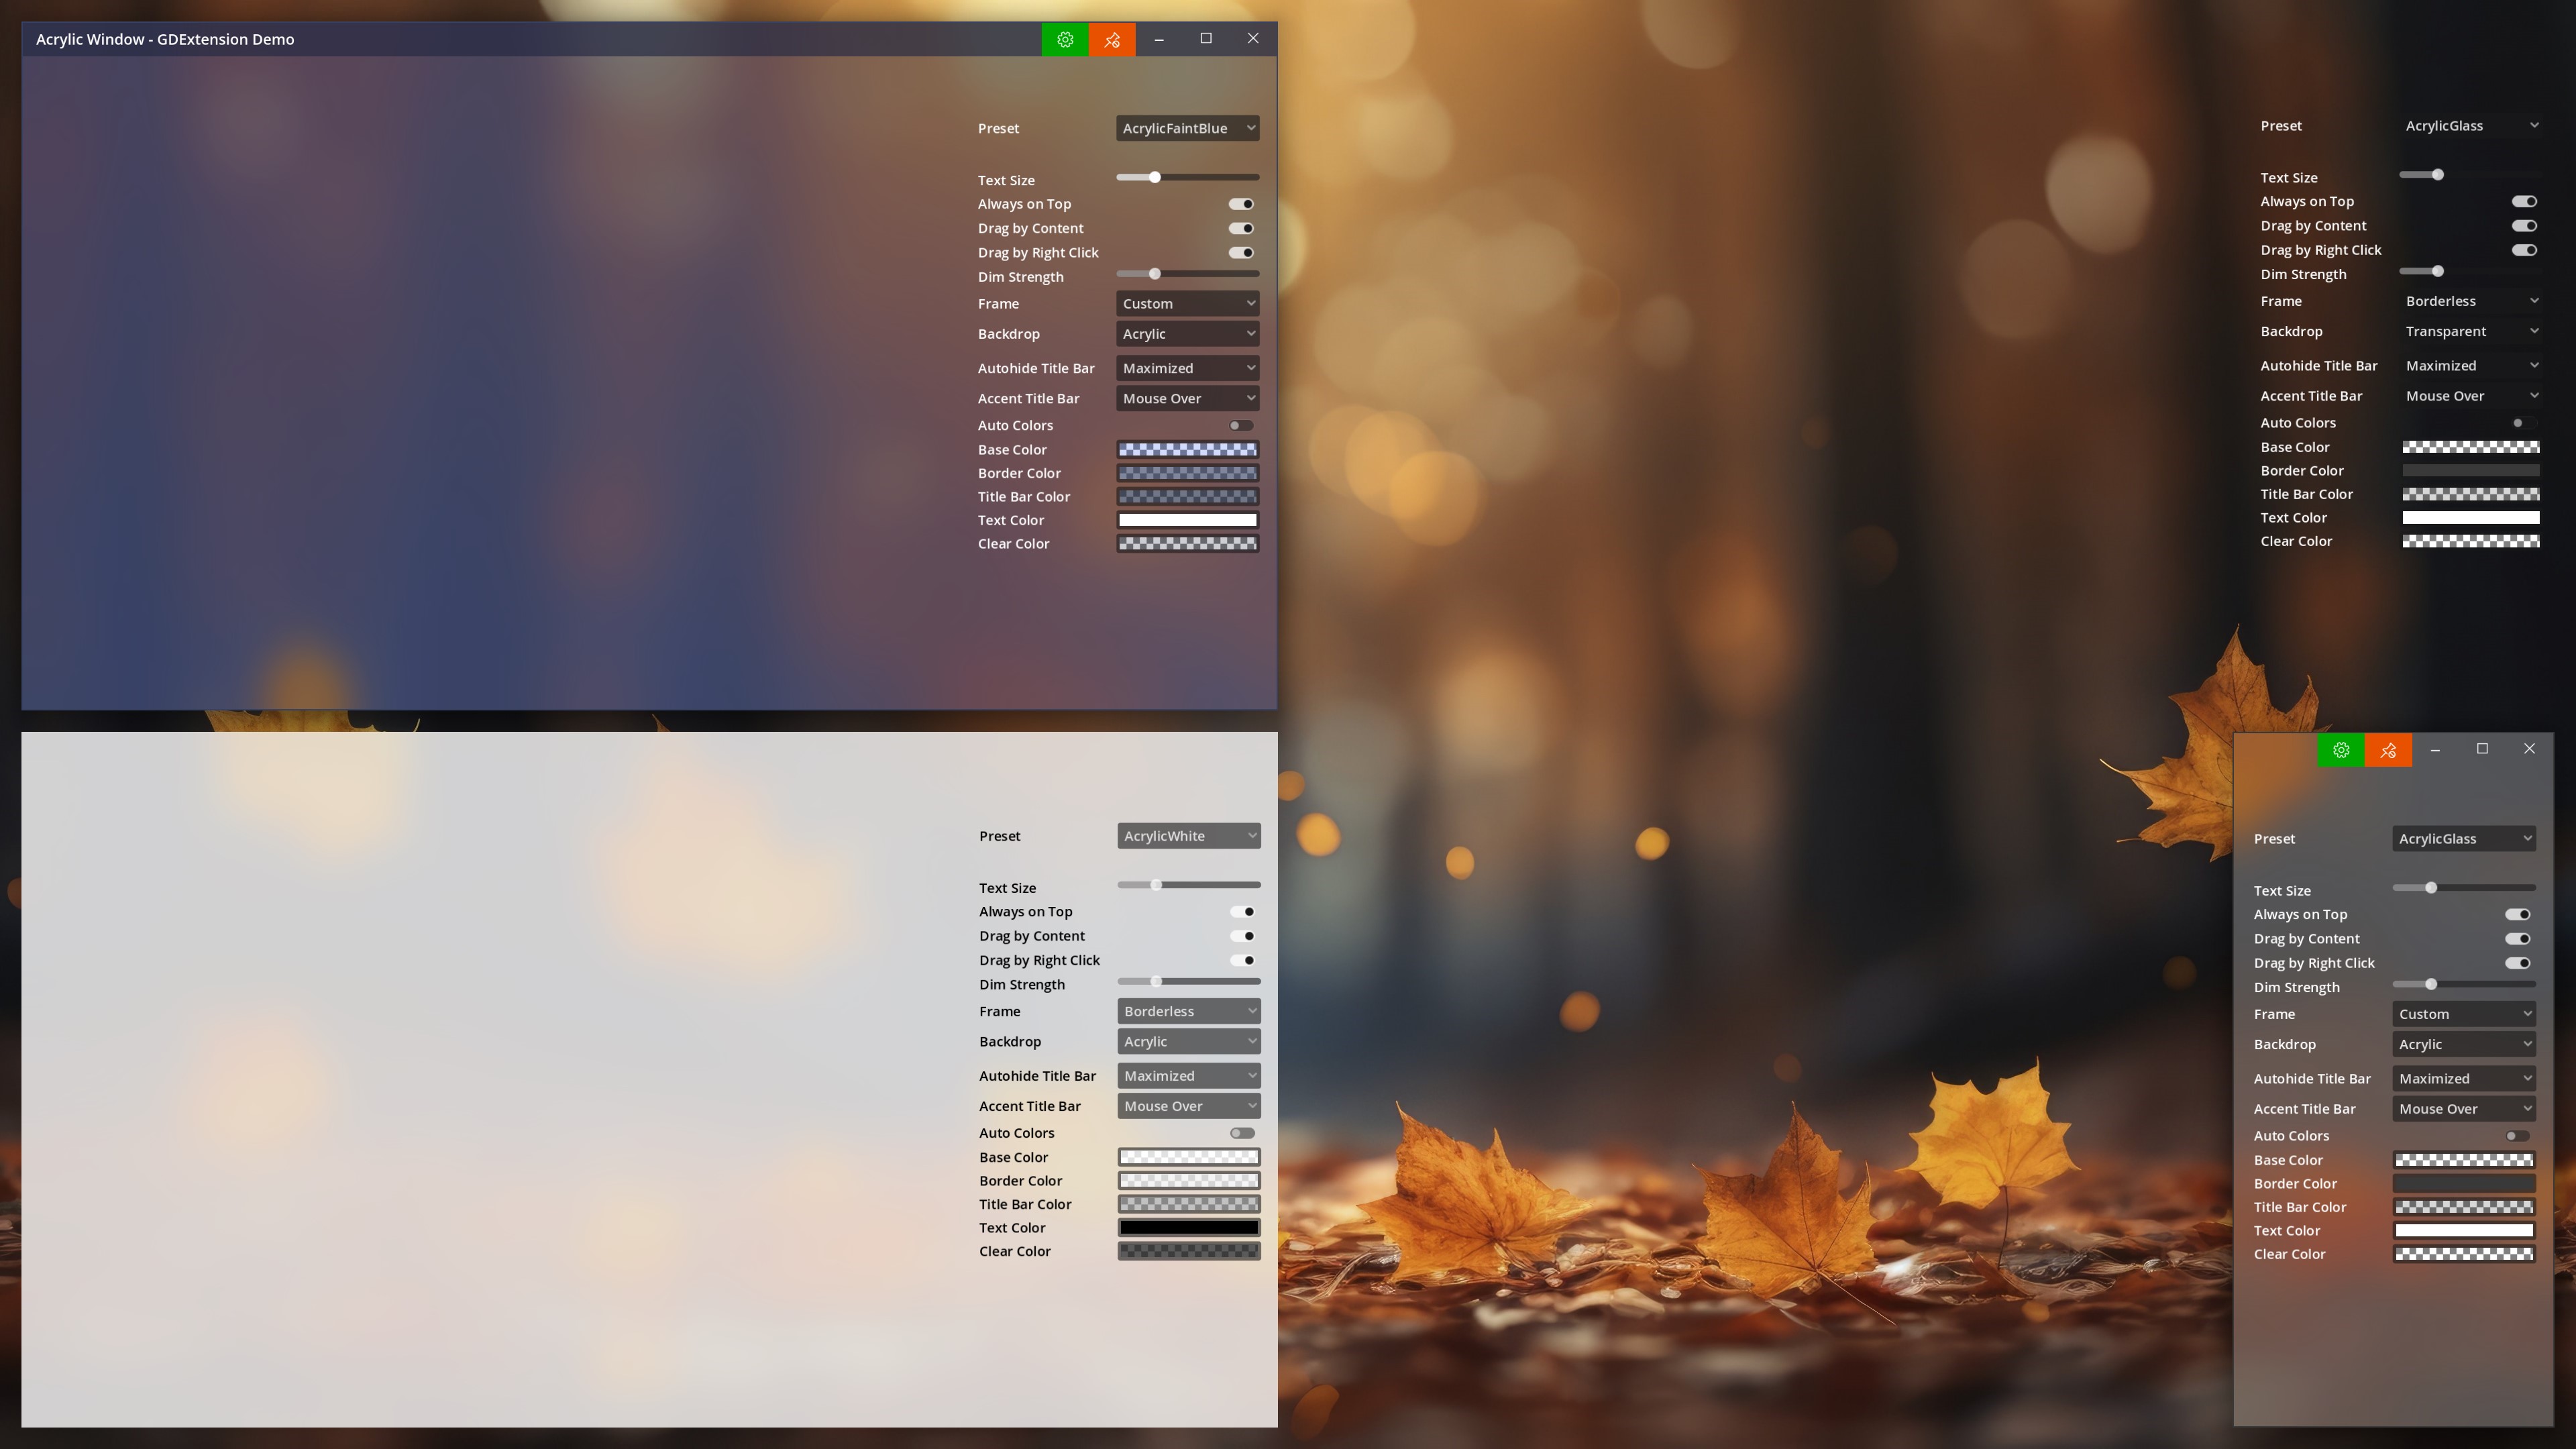 Acrylic Window - GDExtension Demo
Preset AcrylicFaintBlue
Text Size
Always on Top
Drag by Content
Drag by Right Click
Dim Strength
Frame Custom
Backdrop Acrylic
Autohide Title Bar Maximized
Accent Title Bar Mouse Over
Auto Colors
Base Color
Border Color
Title Bar Color
Text Color
Clear Color
Preset AcrylicGlass
Text Size
Always on Top
Drag by Content
Drag by Right Click
Dim Strength
Frame Borderless
Backdrop Transparent
Autohide Title Bar Maximized
Accent Title Bar Mouse Over
Auto Colors
Base Color
Border Color
Title Bar Color
Text Color
Clear Color
Preset AcrylicWhite
Text Size
Always on Top
Drag by Content
Drag by Right Click
Dim Strength
Frame Borderless
Backdrop Acrylic
Autohide Title Bar Maximized
Accent Title Bar Mouse Over
Auto Colors
Base Color
Border Color
Title Bar Color
Text Color
Clear Color
Preset AcrylicGlass
Text Size
Always on Top
Drag by Content
Drag by Right Click
Dim Strength
Frame Custom
Backdrop Acrylic
Autohide Title Bar Maximized
Accent Title Bar Mouse Over
Auto Colors
Base Color
Border Color
Title Bar Color
Text Color
Clear Color